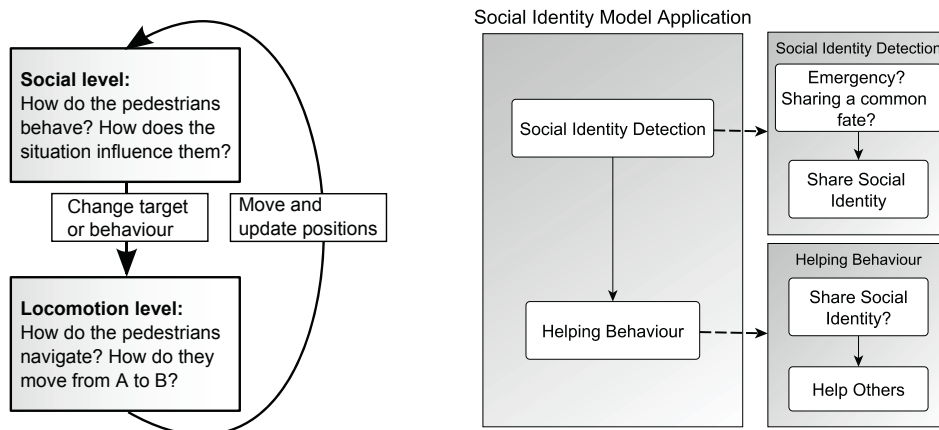 Social level:
How do the pedestrians
behave? How does the
situation influence them?
Change target
or behaviour
Move and
update positions
Locomotion level:
How do the pedestrians
navigate? How do they
move from A to B?
Social Identity Model Application
Social Identity Detection
Helping Behaviour
Social Identity Detection
Emergency?
Sharing a common
fate?
Share Social
Identity
Helping Behaviour
Share Social
Identity?
Help Others